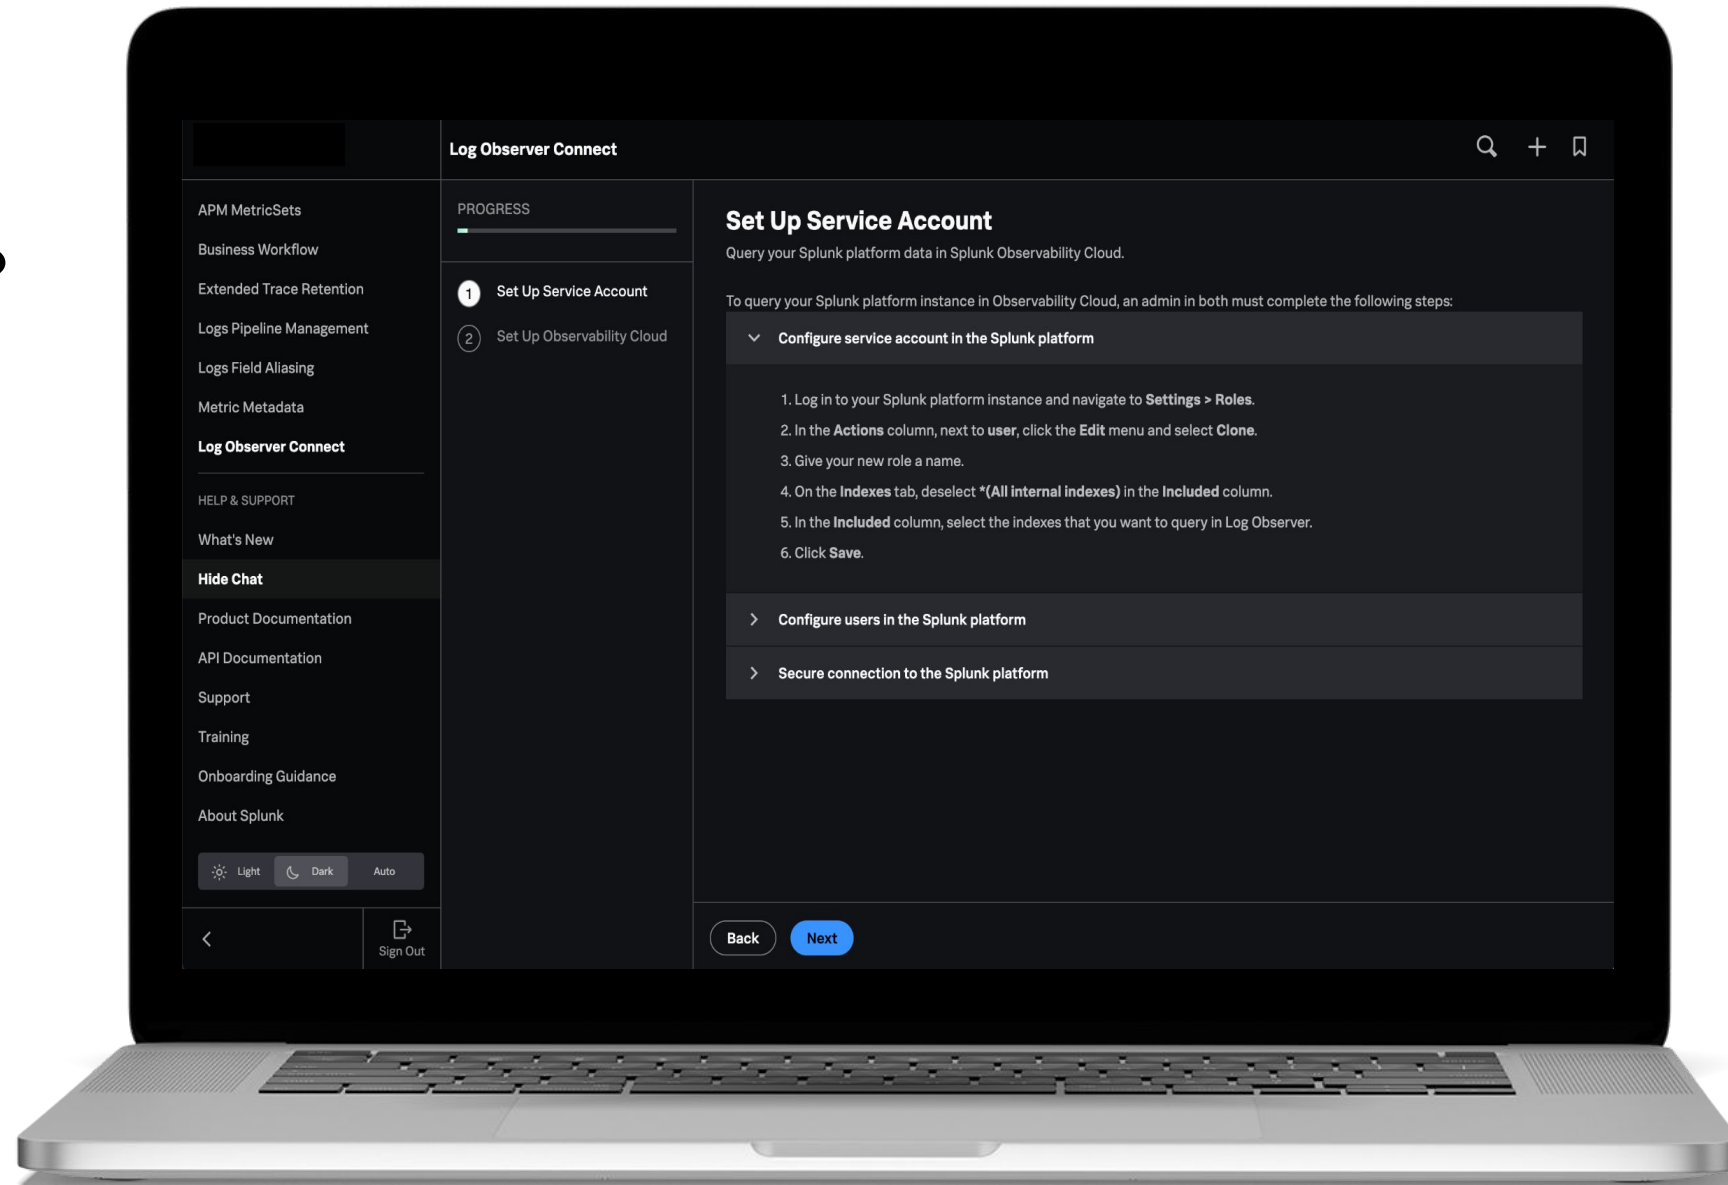 Log Observer Connect
APM MetricSets
Business Workflow
Extended Trace Retention
Logs Pipeline Management
Logs Field Aliasing
Metric Metadata
Log Observer Connect
HELP & SUPPORT
What's New
Hide Chat
Product Documentation
API Documentation
Support
Training
Onboarding Guidance
About Splunk
Light Dark Auto
Sign Out
PROGRESS
1 Set Up Service Account
2 Set Up Observability Cloud
Set Up Service Account
Query your Splunk platform data in Splunk Observability Cloud.
To query your Splunk platform instance in Observability Cloud, an admin in both must complete the following steps:
Configure service account in the Splunk platform
1. Log in to your Splunk platform instance and navigate to Settings > Roles.
2. In the Actions column, next to user, click the Edit menu and select Clone.
3. Give your new role a name.
4. On the Indexes tab, deselect *(All internal indexes) in the Included column.
5. In the Included column, select the indexes that you want to query in Log Observer.
6. Click Save.
Configure users in the Splunk platform
Secure connection to the Splunk platform
Back Next